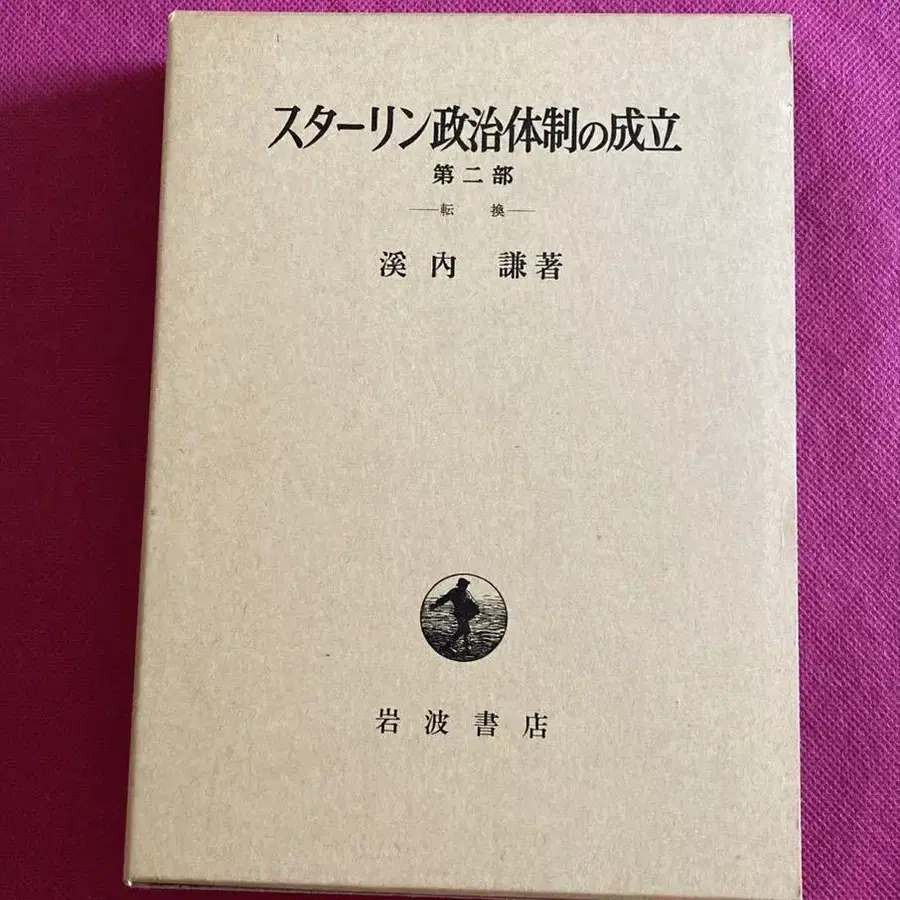 スターリン政治体制の成立
第二部
――転 換――
溪内 謙著
岩波書店